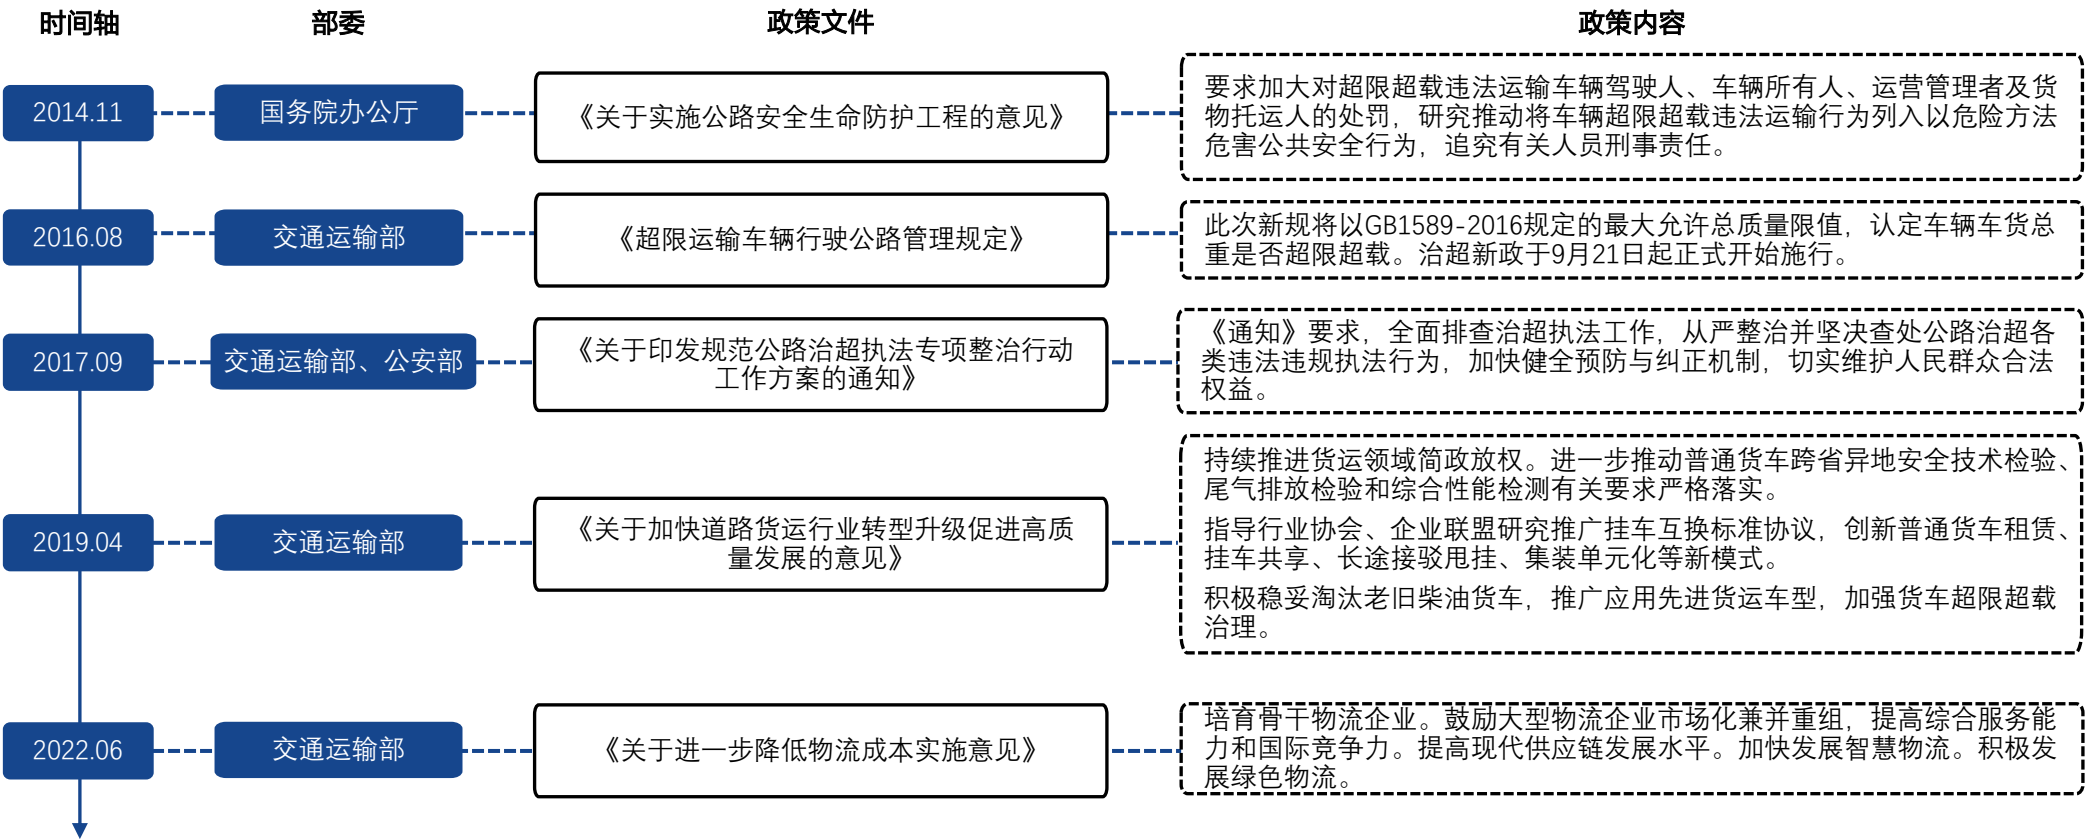 时间轴
部委
政策文件
政策内容
2014.11
国务院办公厅
《关于实施公路安全生命防护工程的意见》
要求加大对超限超载违法运输车辆驾驶人、车辆所有人、运营管理者及货
物托运人的处罚，研究推动将车辆超限超载违法运输行为列入以危险方法
危害公共安全行为，追究有关人员刑事责任。
2016.08
交通运输部
《超限运输车辆行驶公路管理规定》
此次新规将以GB1589-2016规定的最大允许总质量限值，认定车辆车货总
重是否超限超载。治超新政于9月21日起正式开始施行。
2017.09
交通运输部、公安部
《关于印发规范公路治超执法专项整治行动
工作方案的通知》
《通知》要求，全面排查治超执法工作，从严整治并坚决查处公路治超各
类违法违规执法行为，加快健全预防与纠正机制，切实维护人民群众合法
权益。
2019.04
交通运输部
《关于加快道路货运行业转型升级促进高质
量发展的意见》
持续推进货运领域简政放权。进一步推动普通货车跨省异地安全技术检验、
尾气排放检验和综合性能检测有关要求严格落实。
指导行业协会、企业联盟研究推广挂车互换标准协议，创新普通货车租赁、
挂车共享、长途接驳甩挂、集装单元化等新模式。
积极稳妥淘汰老旧柴油货车，推广应用先进货运车型，加强货车超限超载
治理。
2022.06
交通运输部
《关于进一步降低物流成本实施意见》
培育骨干物流企业。鼓励大型物流企业市场化兼并重组，提高综合服务能
力和国际竞争力。提高现代供应链发展水平。加快发展智慧物流。积极发
展绿色物流。